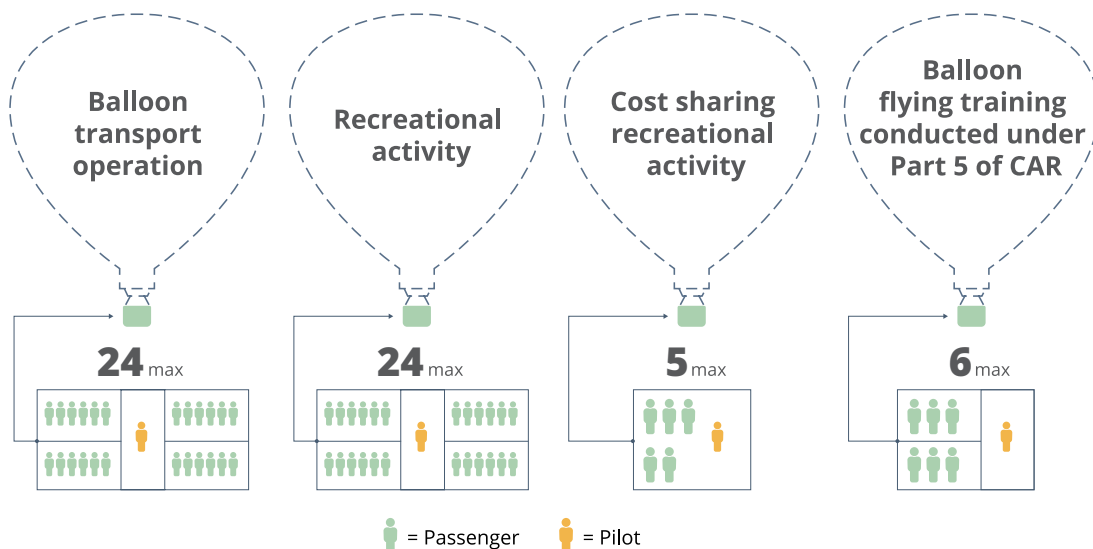 Balloon
transport
operation
Recreational
activity
Cost sharing
recreational
activity
Balloon
flying training
conducted under
Part 5 of CAR
24 max
24 max
5 max
6 max
= Passenger
= Pilot